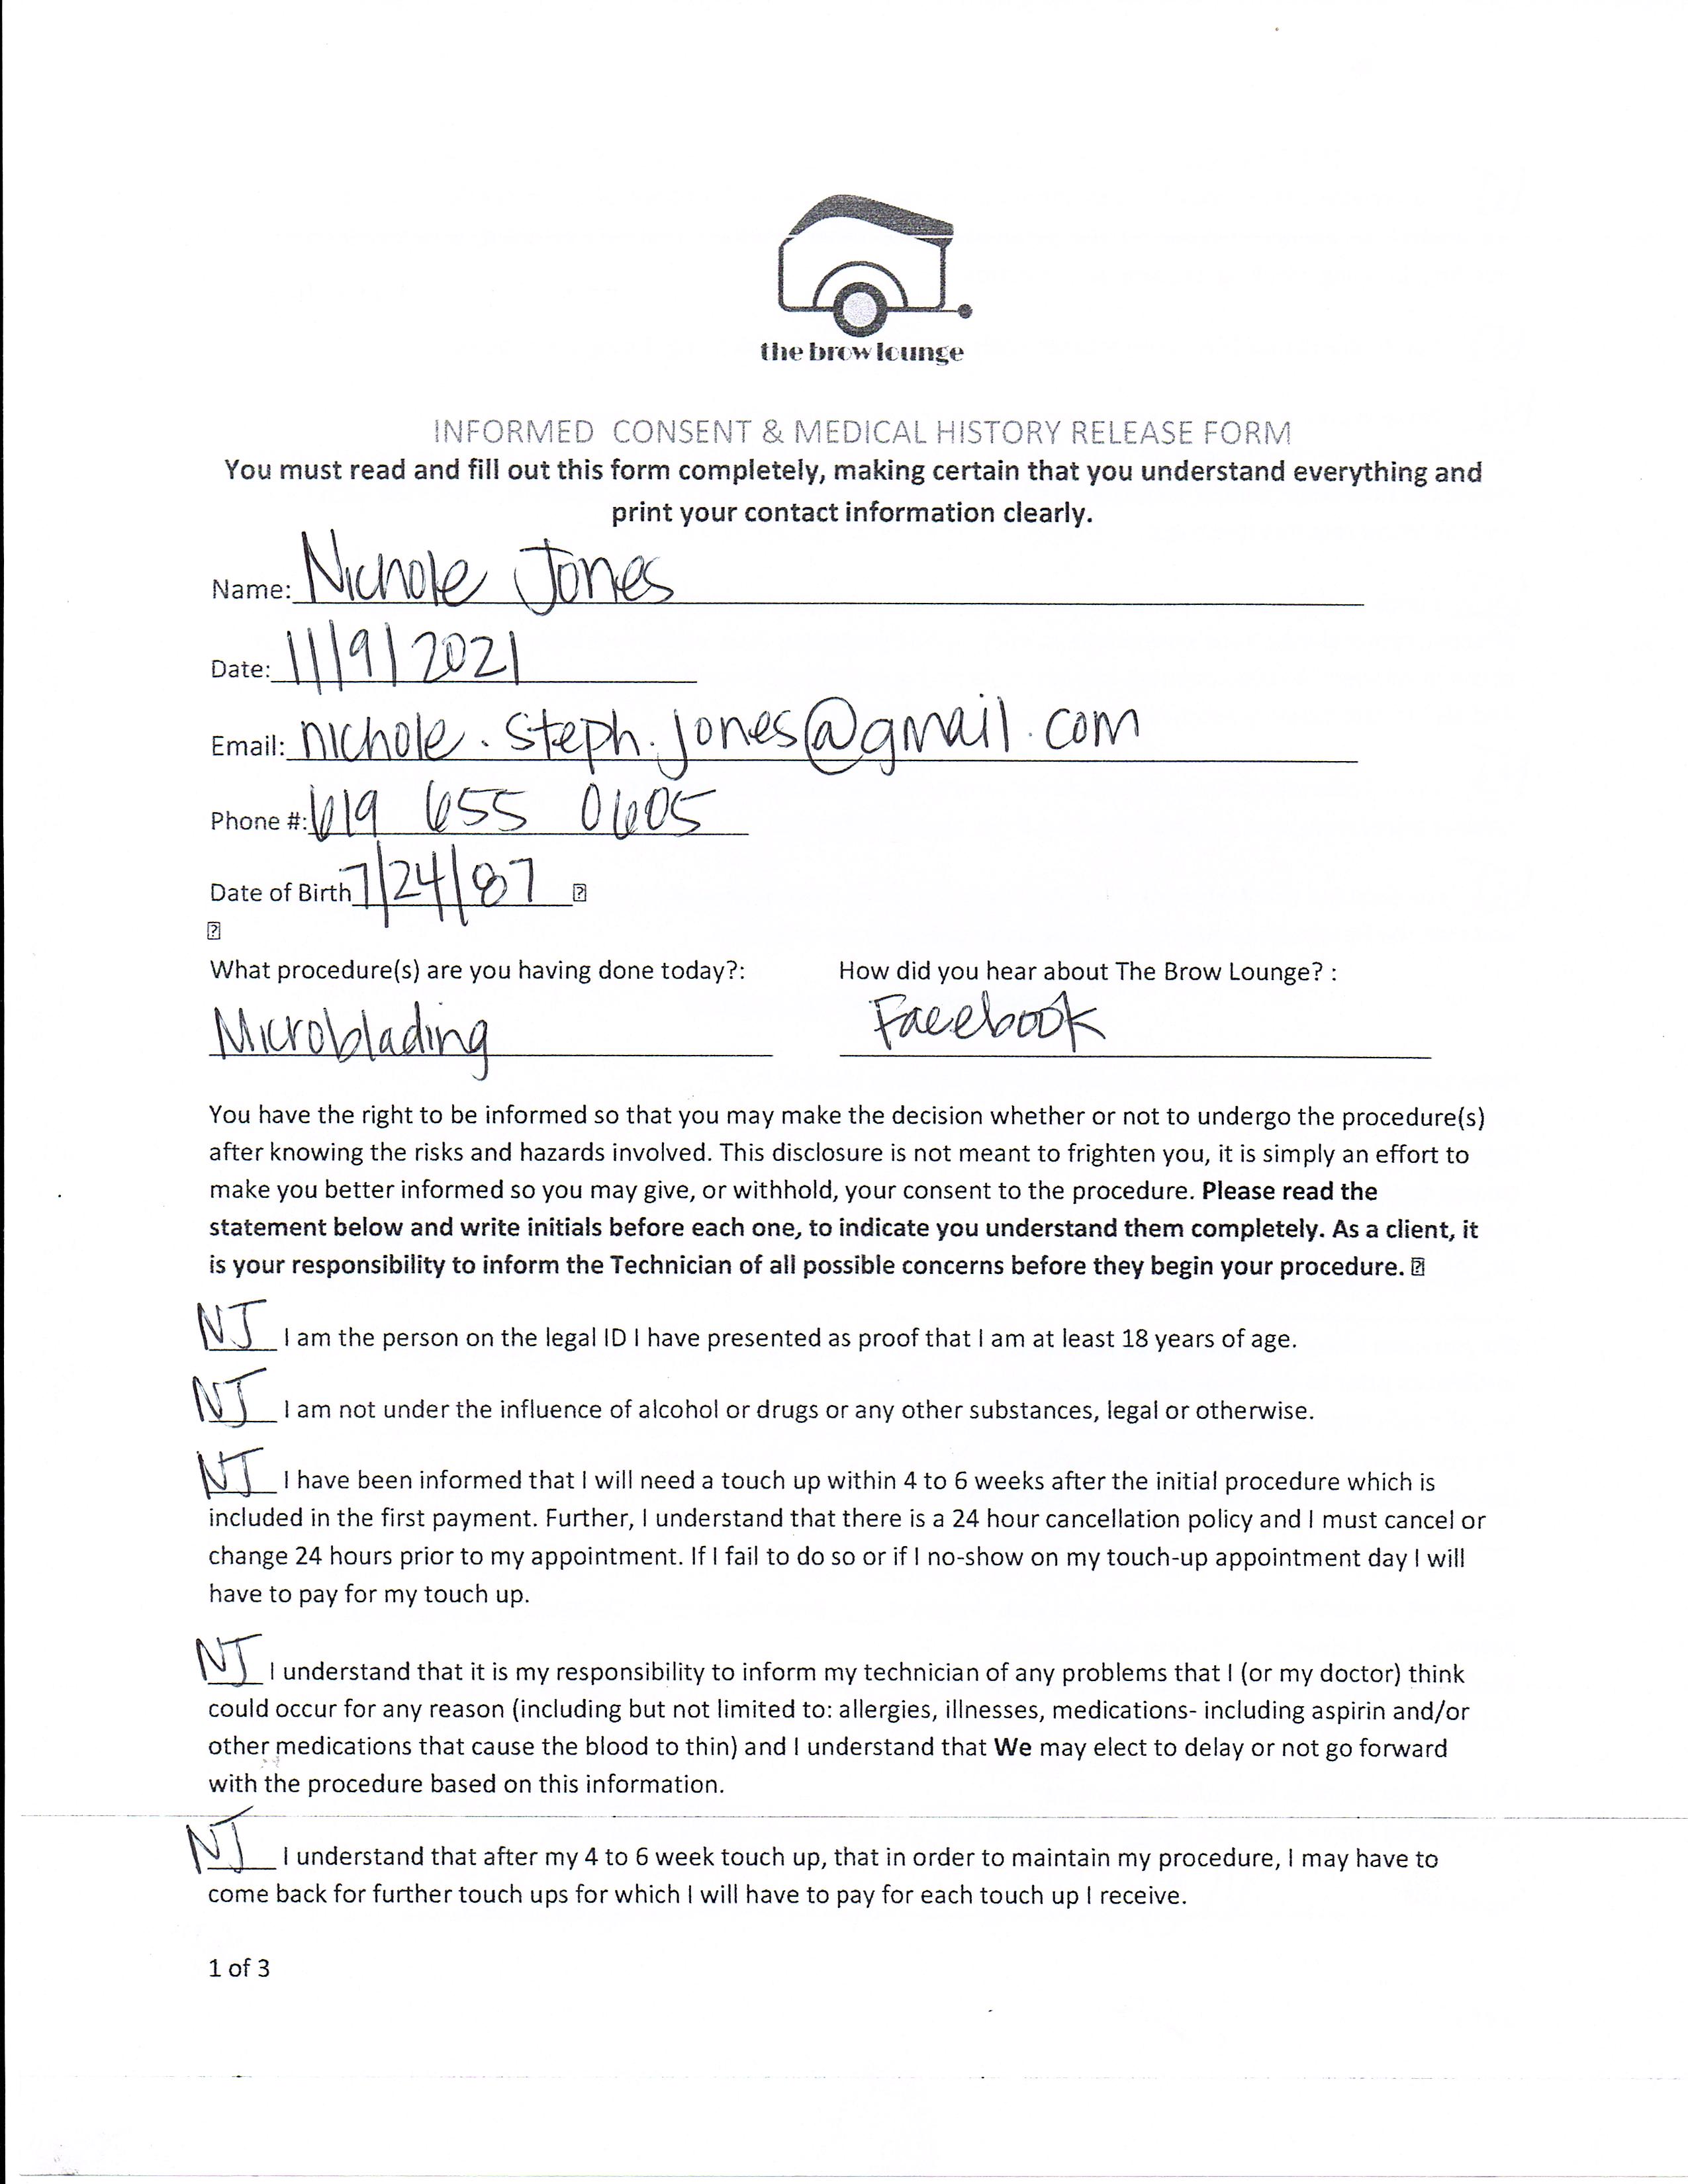 the brow lounge
INFORMED CONSENT & MEDICAL HISTORY RELEASE FORM
You must read and fill out this form completely, making certain that you understand everything and
print your contact information clearly.
Name: Nichole Jones
Date: 11/9/2021
Email: nichole.steph.jones@gmail.com
Phone #: 619 655 0605
Date of Birth 7/24/87
What procedure(s) are you having done today?: How did you hear about The Brow Lounge? :
Microblading Facebook
You have the right to be informed so that you may make the decision whether or not to undergo the procedure(s)
after knowing the risks and hazards involved. This disclosure is not meant to frighten you, it is simply an effort to
make you better informed so you may give, or withhold, your consent to the procedure. Please read the
statement below and write initials before each one, to indicate you understand them completely. As a client, it
is your responsibility to inform the Technician of all possible concerns before they begin your procedure.
NJ I am the person on the legal ID I have presented as proof that I am at least 18 years of age.
NJ I am not under the influence of alcohol or drugs or any other substances, legal or otherwise.
NJ I have been informed that I will need a touch up within 4 to 6 weeks after the initial procedure which is
included in the first payment. Further, I understand that there is a 24 hour cancellation policy and I must cancel or
change 24 hours prior to my appointment. If I fail to do so or if I no-show on my touch-up appointment day I will
have to pay for my touch up.
NJ I understand that it is my responsibility to inform my technician of any problems that I (or my doctor) think
could occur for any reason (including but not limited to: allergies, illnesses, medications- including aspirin and/or
other medications that cause the blood to thin) and I understand that We may elect to delay or not go forward
with the procedure based on this information.
NJ I understand that after my 4 to 6 week touch up, that in order to maintain my procedure, I may have to
come back for further touch ups for which I will have to pay for each touch up I receive.
1 of 3